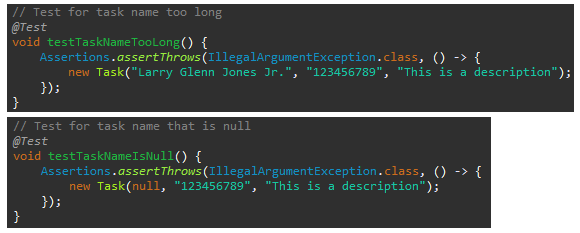 // Test for task name too long
@Test
void testTaskNameTooLong() {
    Assertions.assertThrows(IllegalArgumentException.class, () -> {
        new Task("Larry Glenn Jones Jr.", "123456789", "This is a description");
    });
}
// Test for task name that is null
@Test
void testTaskNameIsNull() {
    Assertions.assertThrows(IllegalArgumentException.class, () -> {
        new Task(null, "123456789", "This is a description");
    });
}